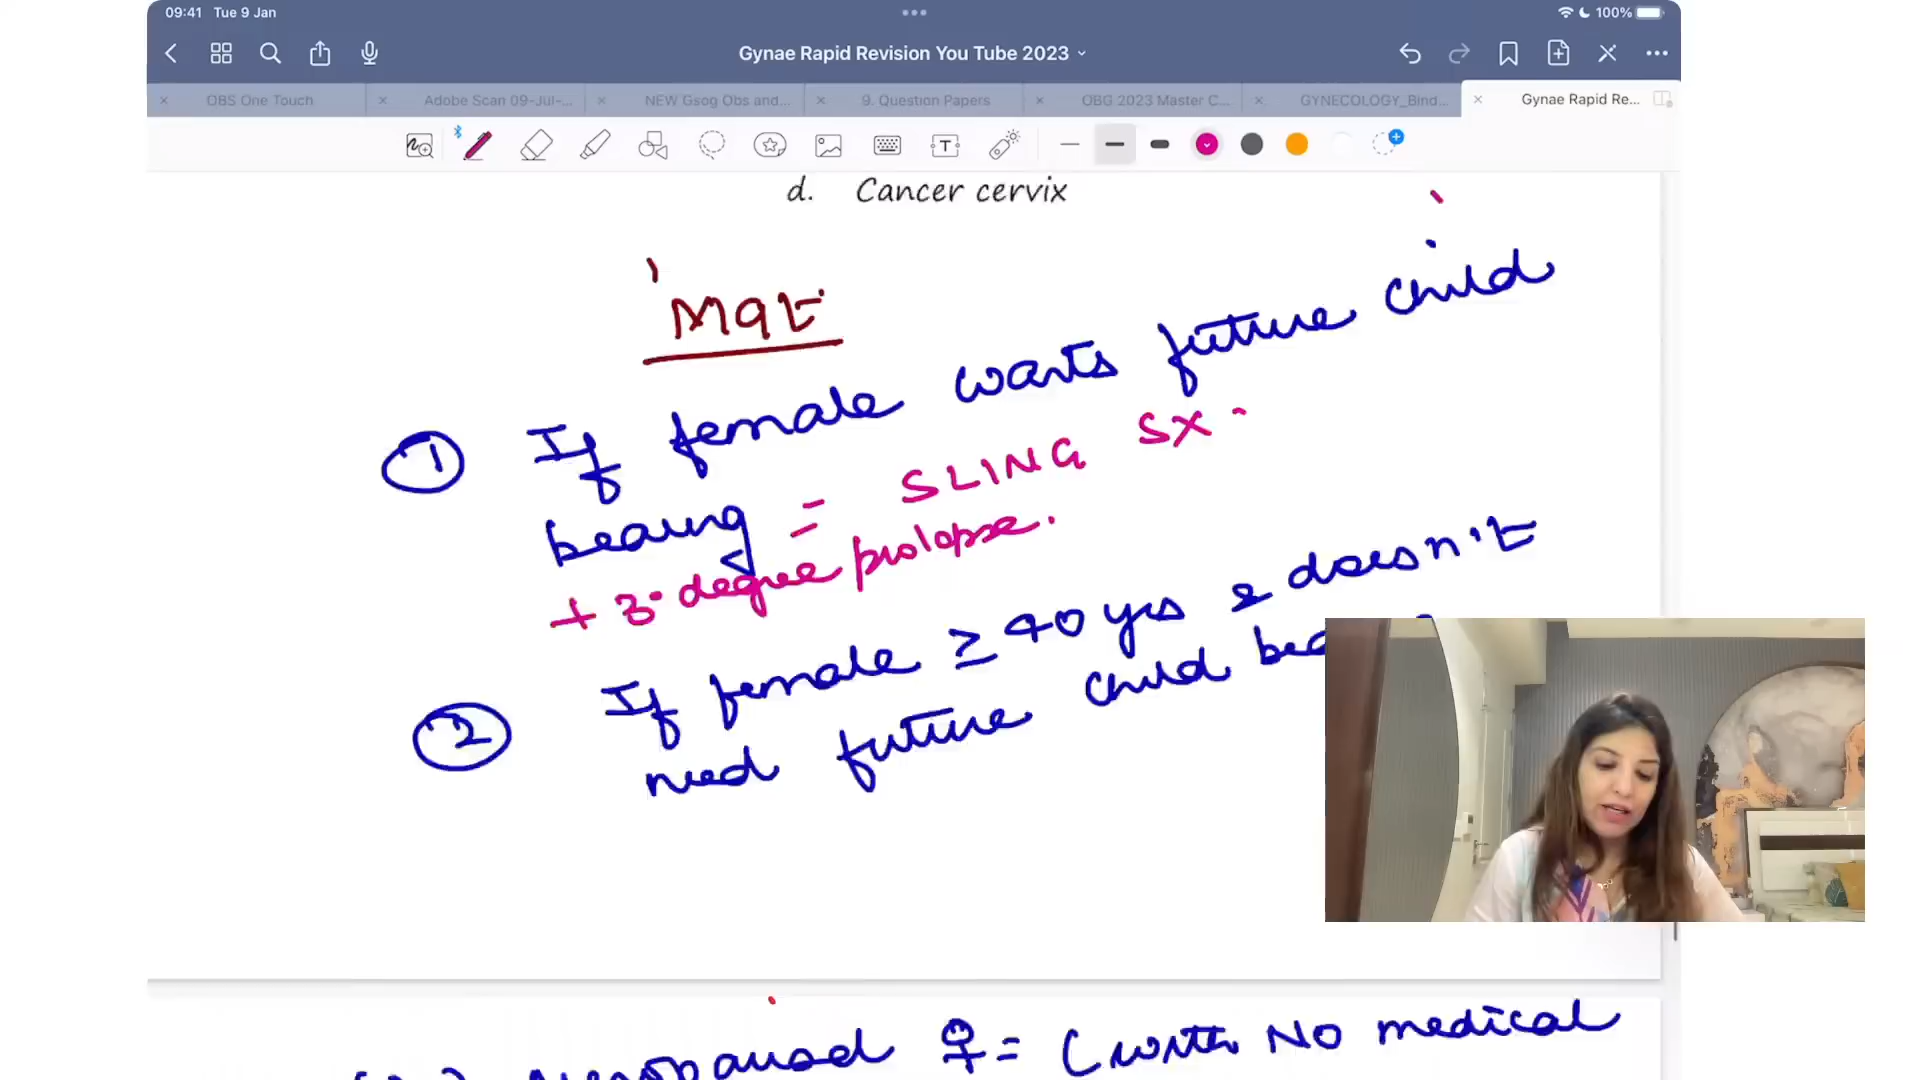 09:41 Tue 9 Jan
100%
Gynae Rapid Revision You Tube 2023
OBS One Touch
Adobe Scan 09-Jul-...
NEW Gsog Obs and...
9. Question Papers
OBG 2023 Master C...
GYNECOLOGY_Bind...
Gynae Rapid Re...
d. Cancer cervix
Mgt
① If female wants future child
bearing = SLING SX
+ 3° degree prolapse.
② If female ≥ 40 yrs & doesn't
need future child
♀ = (with NO medical